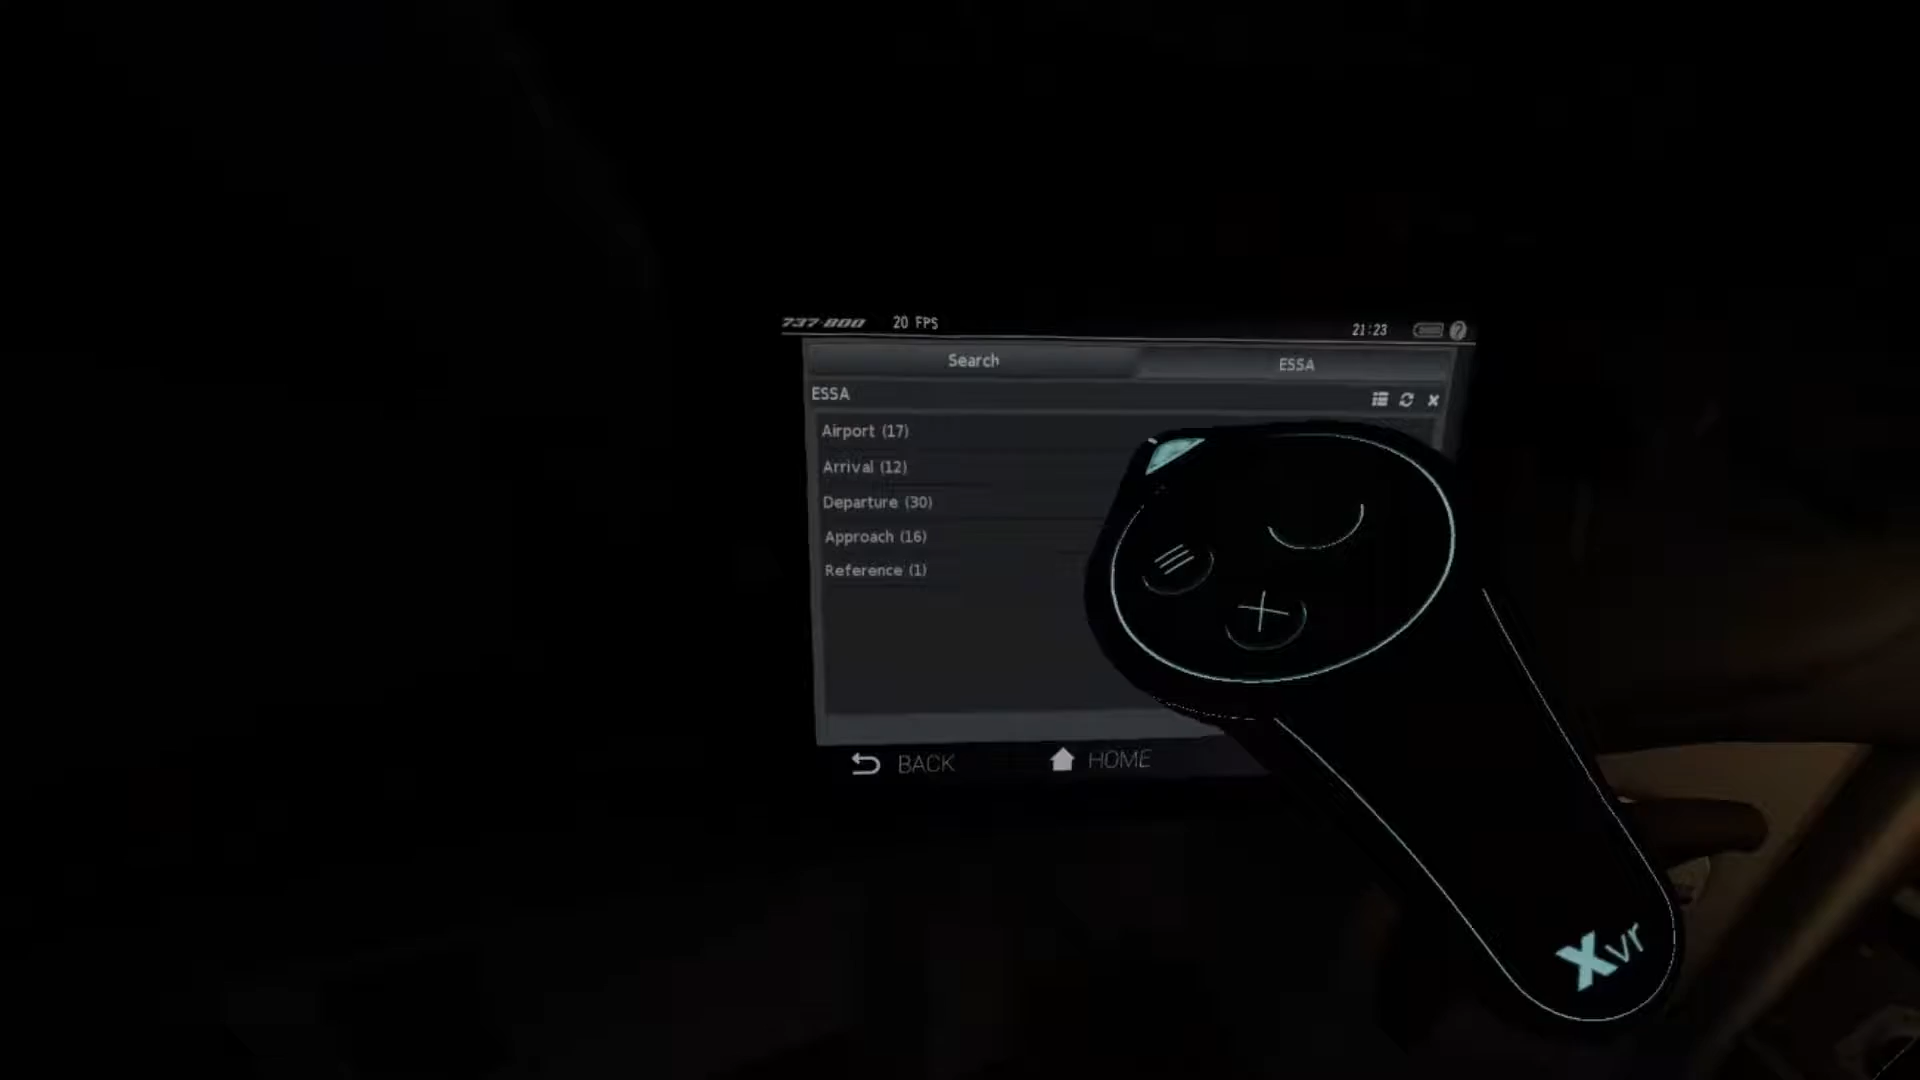 737-800 20 FPS 21:23 ?
Search ESSA
ESSA
Airport (17)
Arrival (12)
Departure (30)
Approach (16)
Reference (1)
BACK HOME
Xvr